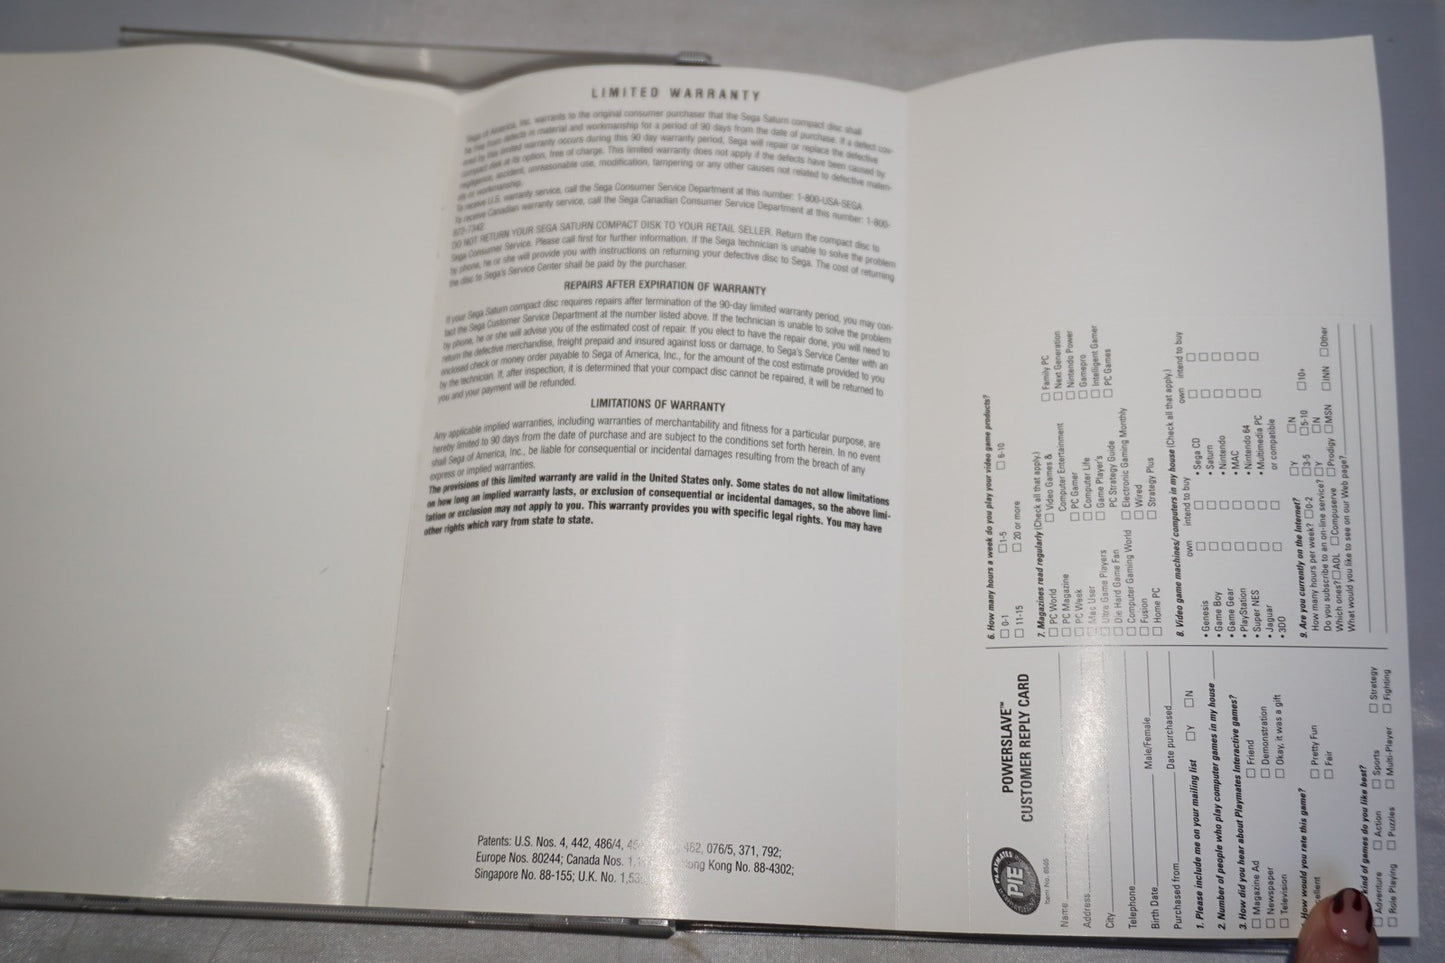 LIMITED WARRANTY
Sega of America, Inc. warrants to the original consumer purchaser that the Sega Saturn compact disc shall
be free from defects in material and workmanship for a period of 90 days from the date of purchase. If a defect cov-
ered by this limited warranty occurs during this 90 day warranty period, Sega will repair or replace the defective
compact disk at its option, free of charge. This limited warranty does not apply if the defects have been caused by
negligence, accident, unreasonable use, modification, tampering or any other causes not related to defective materi-
als or workmanship.
To receive U.S. warranty service, call the Sega Consumer Service Department at this number: 1-800-USA-SEGA
To receive Canadian warranty service, call the Sega Canadian Consumer Service Department at this number: 1-800-
872-7342
DO NOT RETURN YOUR SEGA SATURN COMPACT DISK TO YOUR RETAIL SELLER. Return the compact disc to
Sega Consumer Service. Please call first for further information. If the Sega technician is unable to solve the problem
by phone, he or she will provide you with instructions on returning your defective disc to Sega. The cost of returning
the disc to Sega's Service Center shall be paid by the purchaser.
REPAIRS AFTER EXPIRATION OF WARRANTY
If your Sega Saturn compact disc requires repairs after termination of the 90-day limited warranty period, you may con-
tact the Sega Customer Service Department at the number listed above. If the technician is unable to solve the problem
by phone, he or she will advise you of the estimated cost of repair. If you elect to have the repair done, you will need to
return the defective merchandise, freight prepaid and insured against loss or damage, to Sega's Service Center with an
enclosed check or money order payable to Sega of America, Inc., for the amount of the cost estimate provided to you
by the technician. If, after inspection, it is determined that your compact disc cannot be repaired, it will be returned to
you and your payment will be refunded.
LIMITATIONS OF WARRANTY
Any applicable implied warranties, including warranties of merchantability and fitness for a particular purpose, are
hereby limited to 90 days from the date of purchase and are subject to the conditions set forth herein. In no event
shall Sega of America, Inc., be liable for consequential or incidental damages resulting from the breach of any
express or implied warranties.
The provisions of this limited warranty are valid in the United States only. Some states do not allow limitations
on how long an implied warranty lasts, or exclusion of consequential or incidental damages, so the above limi-
tation or exclusion may not apply to you. This warranty provides you with specific legal rights. You may have
other rights which vary from state to state.
Patents: U.S. Nos. 4, 442, 486/4, 076/5, 371, 792;
Europe Nos. 80244; Canada Nos. Hong Kong No. 88-4302;
Singapore No. 88-155; U.K. No.
PLAYMATES
PIE
Item No. 8505
POWERSLAVE™
CUSTOMER REPLY CARD
Name
Address
City
Telephone Male/Female
Birth Date
Purchased from Date purchased
1. Please include me on your mailing list □Y □N
2. Number of people who play computer games in my house
3. How did you hear about Playmates Interactive games?
□ Magazine Ad □ Friend
□ Newspaper □ Demonstration
□ Television □ Okay, it was a gift
How would you rate this game?
□ Pretty Fun
□ Fair
kind of games do you like best?
□ Adventure □ Action □ Sports □ Strategy
□ Role Playing □ Puzzles □ Multi-Player □ Fighting
6. How many hours a week do you play your video game products?
□ 0-1 □ 1-5 □ 6-10
□ 11-15 □ 20 or more
7. Magazines read regularly (Check all that apply.)
□ PC World □ Video Games & □ Family PC
□ PC Magazine Computer Entertainment □ Next Generation
□ PC Week □ PC Gamer □ Nintendo Power
□ Mac User □ Computer Life □ Gamepro
□ Ultra Game Players □ Game Player's □ Intelligent Gamer
□ Die Hard Game Fan PC Strategy Guide □ PC Games
□ Computer Gaming World □ Electronic Gaming Monthly
□ Fusion □ Wired
□ Home PC □ Strategy Plus
8. Video game machines/ computers in my house (Check all that apply.)
own intend to buy own intend to buy
• Genesis □ □ • Sega CD □ □
• Game Boy □ □ • Saturn □ □
• Game Gear □ □ • Nintendo □ □
• PlayStation □ □ • MAC □ □
• Super NES □ □ • Nintendo 64 □ □
• Jaguar □ □ • Multimedia PC □ □
• 3DO □ □ or compatible
9. Are you currently on the Internet? □Y □N
How many hours per week? □0-2 □3-5 □5-10 □10+
Do you subscribe to an on-line service? □Y □N
Which ones? □AOL □Compuserve □Prodigy □MSN □INN □Other
What would you like to see on our Web page?